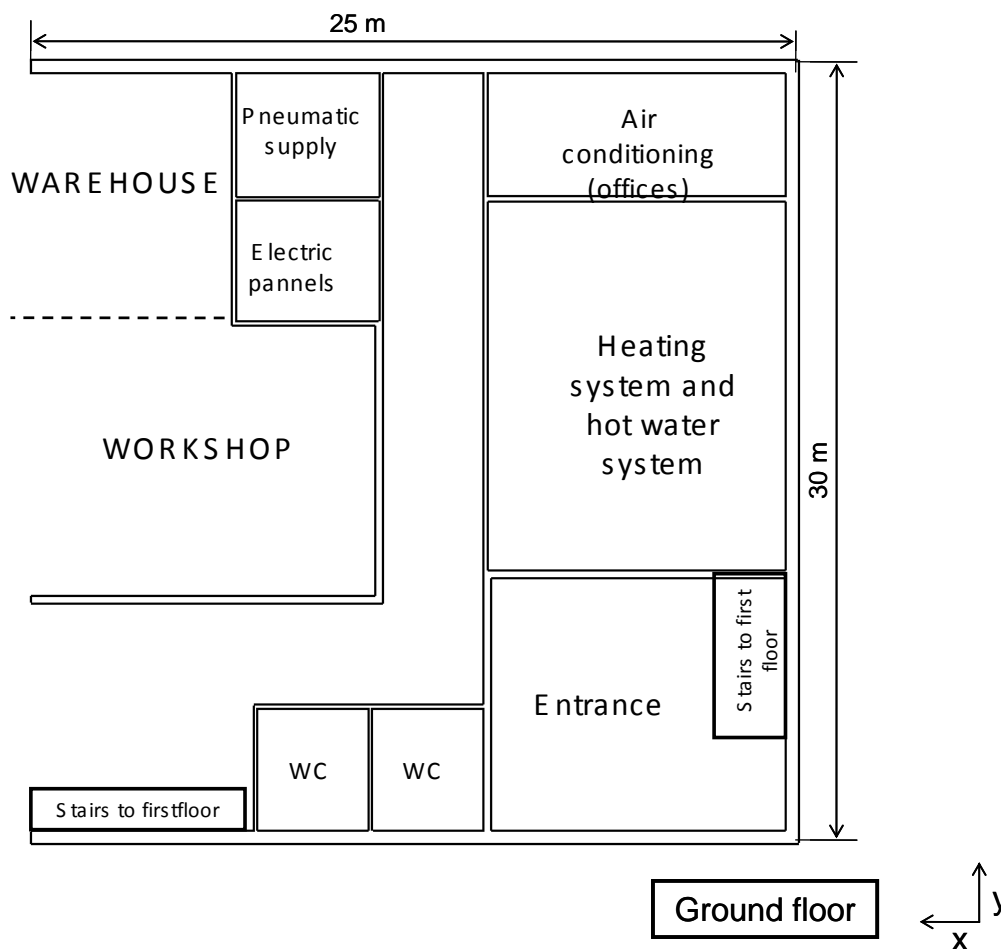 25 m
Pneumatic
supply
Air
conditioning
(offices)
WAREHOUSE
Electric
pannels
Heating
system and
hot water
system
WORKSHOP
30 m
Stairs to first
floor
Entrance
WC
WC
Stairs to firstfloor
Ground floor
y
x